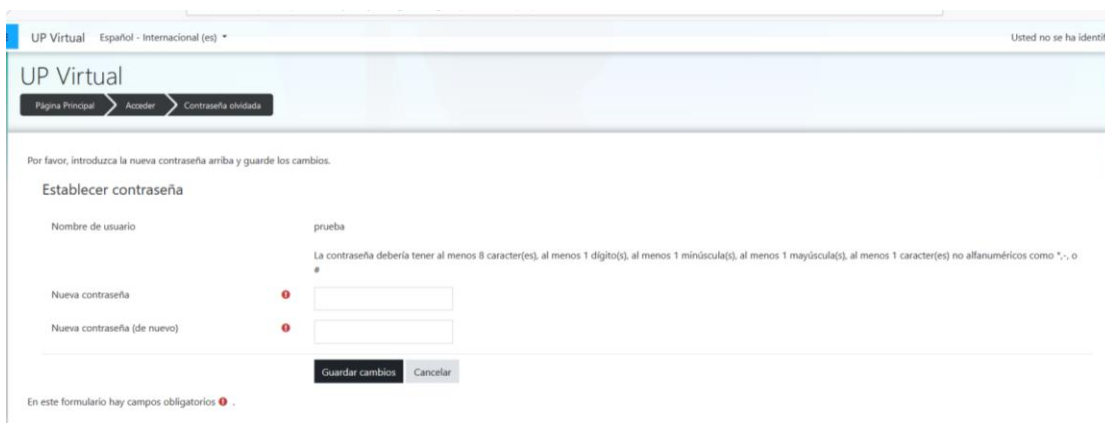 UP Virtual Español - Internacional (es)
Usted no se ha
UP Virtual
Página Principal Acceder Contraseña olvidada
Por favor, introduzca la nueva contraseña arriba y guarde los cambios.
Establecer contraseña
Nombre de usuario prueba
La contraseña debería tener al menos 8 caracter(es), al menos 1 dígito(s), al menos 1 minúscula(s), al menos 1 mayúscula(s), al menos 1 caracter(es) no alfanuméricos como *,-, o
#
Nueva contraseña
Nueva contraseña (de nuevo)
Guardar cambios Cancelar
En este formulario hay campos obligatorios .